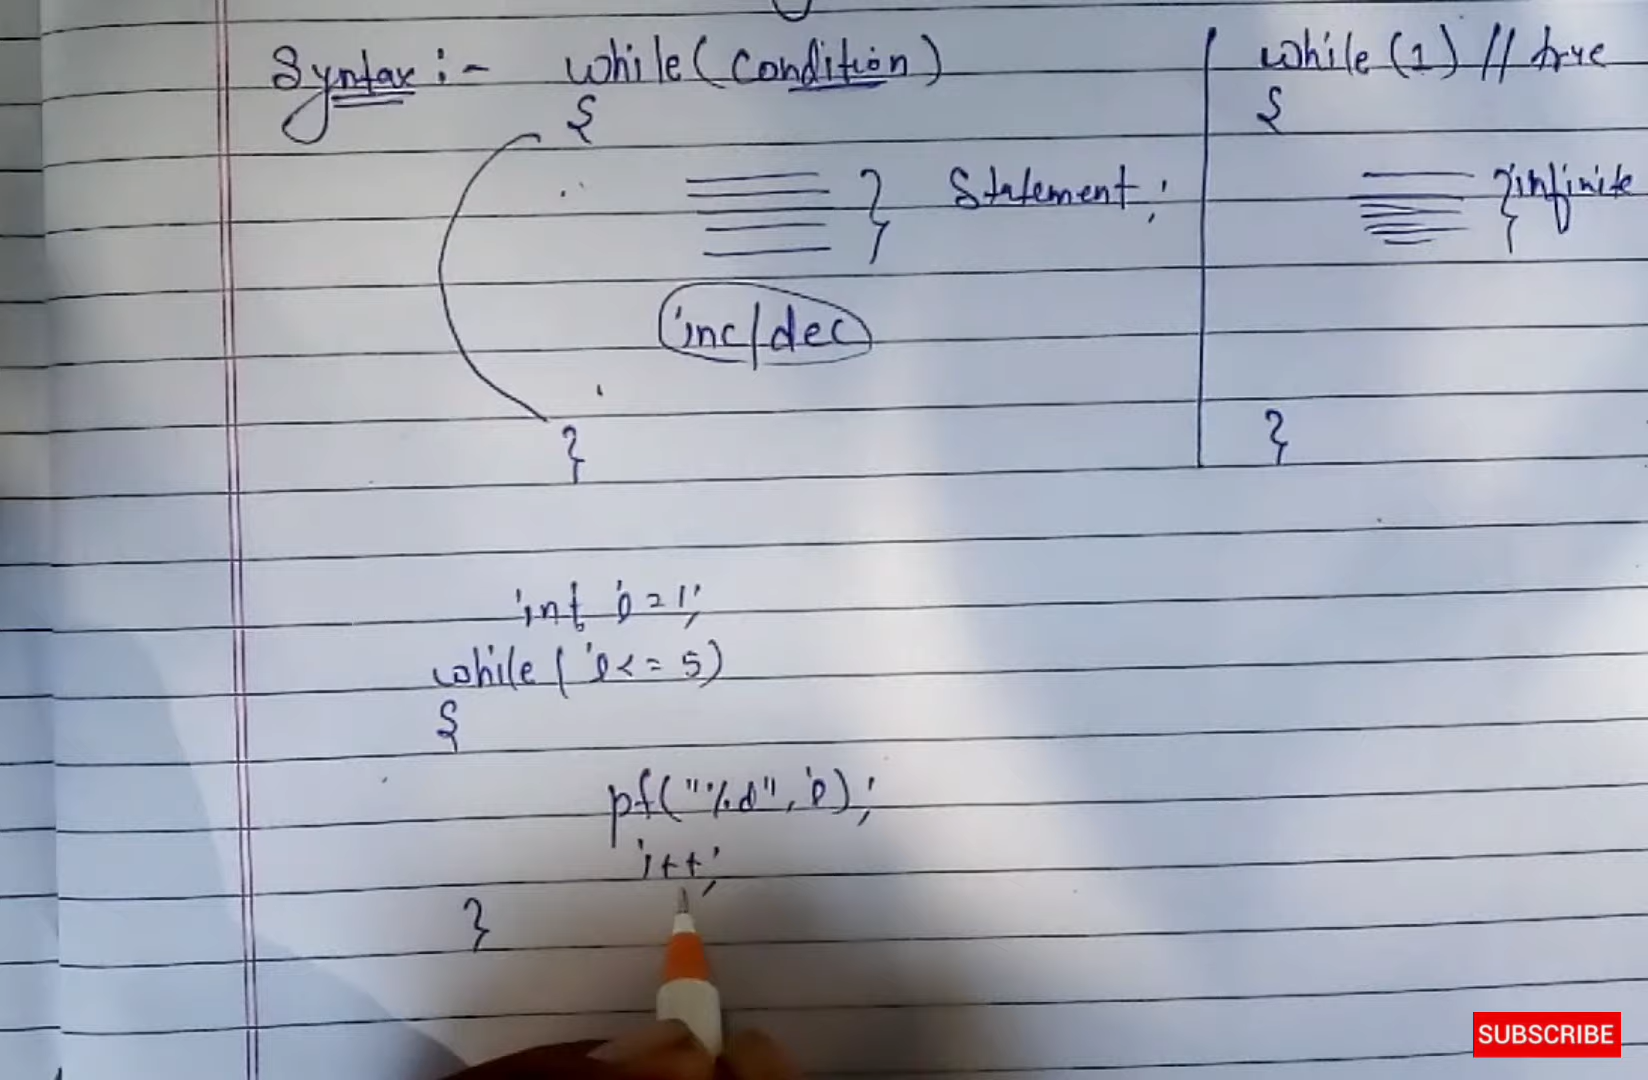 Syntax :- while (condition)
{
} Statement;
inc/dec
}
while (1) // true
{
} infinite
}
int i = 1;
while ( i <= 5)
{
pf("%d", i);
i++;
}
SUBSCRIBE